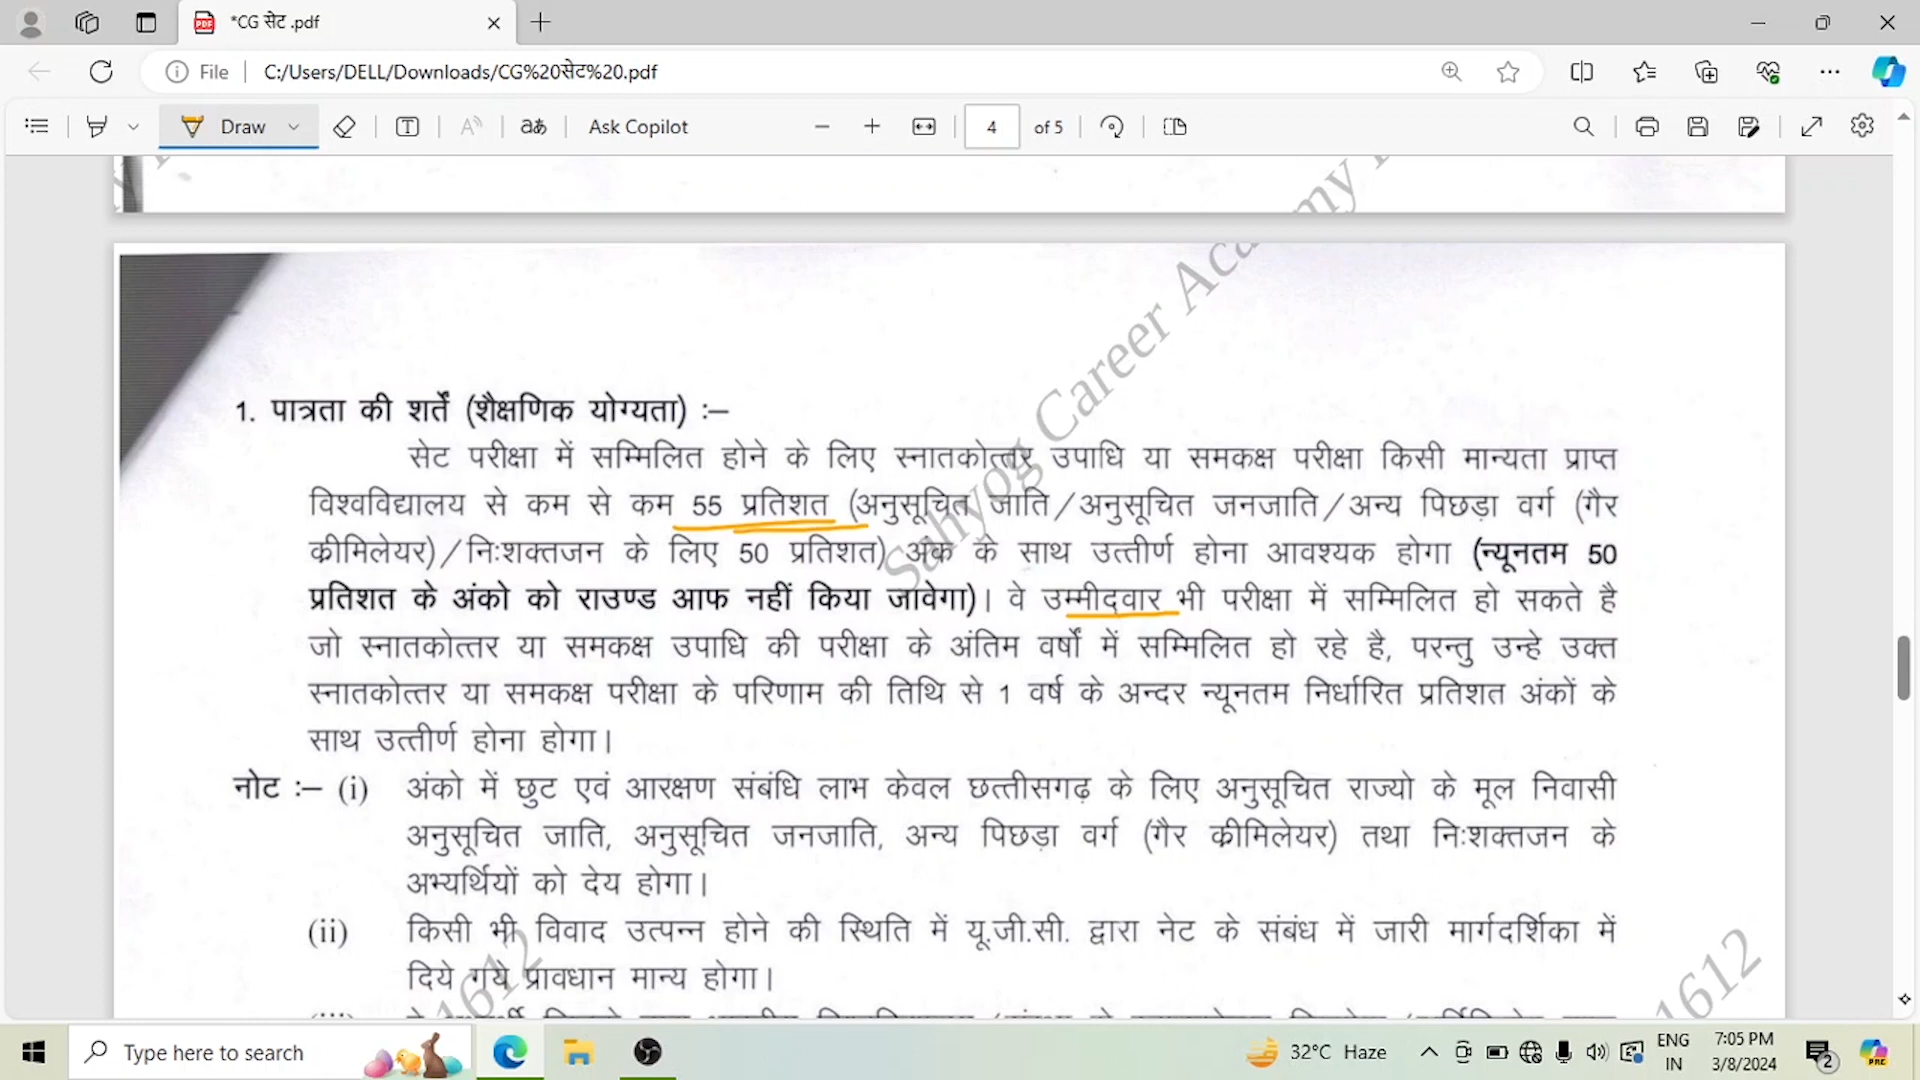 *CG सेट .pdf
File
C:/Users/DELL/Downloads/CG%20सेट%20.pdf
Draw
Ask Copilot
4 of 5
Sahyog Career Academy
1. पात्रता की शर्तें (शैक्षणिक योग्यता) :–
सेट परीक्षा में सम्मिलित होने के लिए स्नातकोत्तर उपाधि या समकक्ष परीक्षा किसी मान्यता प्राप्त
विश्वविद्यालय से कम से कम 55 प्रतिशत (अनुसूचित जाति/अनुसूचित जनजाति/अन्य पिछड़ा वर्ग (गैर
क्रीमिलेयर)/निःशक्तजन के लिए 50 प्रतिशत) अंक के साथ उत्तीर्ण होना आवश्यक होगा (न्यूनतम 50
प्रतिशत के अंको को राउण्ड आफ नहीं किया जावेगा)। वे उम्मीदवार भी परीक्षा में सम्मिलित हो सकते है
जो स्नातकोत्तर या समकक्ष उपाधि की परीक्षा के अंतिम वर्षो में सम्मिलित हो रहे है, परन्तु उन्हे उक्त
स्नातकोत्तर या समकक्ष परीक्षा के परिणाम की तिथि से 1 वर्ष के अन्दर न्यूनतम निर्धारित प्रतिशत अंकों के
साथ उत्तीर्ण होना होगा।
नोट :– (i) अंको में छुट एवं आरक्षण संबंधि लाभ केवल छत्तीसगढ़ के लिए अनुसूचित राज्यो के मूल निवासी
अनुसूचित जाति, अनुसूचित जनजाति, अन्य पिछड़ा वर्ग (गैर क्रीमिलेयर) तथा निःशक्तजन के
अभ्यर्थियों को देय होगा।
(ii) किसी भी विवाद उत्पन्न होने की स्थिति में यू.जी.सी. द्वारा नेट के संबंध में जारी मार्गदर्शिका में
दिये गये प्रावधान मान्य होगा।
1612
1612
Type here to search
32°C Haze
ENG
IN
7:05 PM
3/8/2024
2